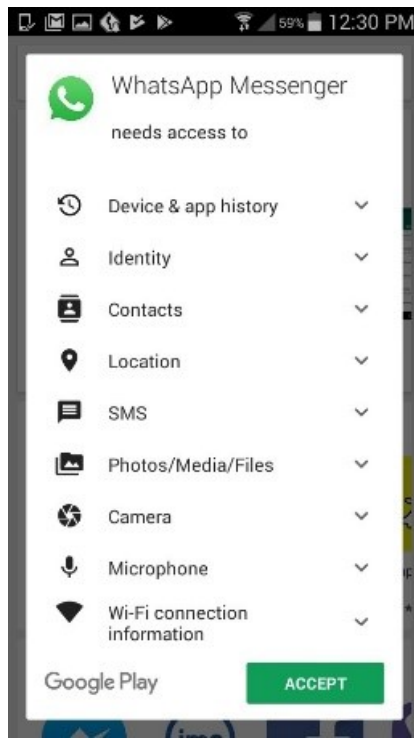 59% 12:30 PM
WhatsApp Messenger
needs access to
Device & app history
Identity
Contacts
Location
SMS
Photos/Media/Files
Camera
Microphone
Wi-Fi connection
information
Google Play
ACCEPT
imo